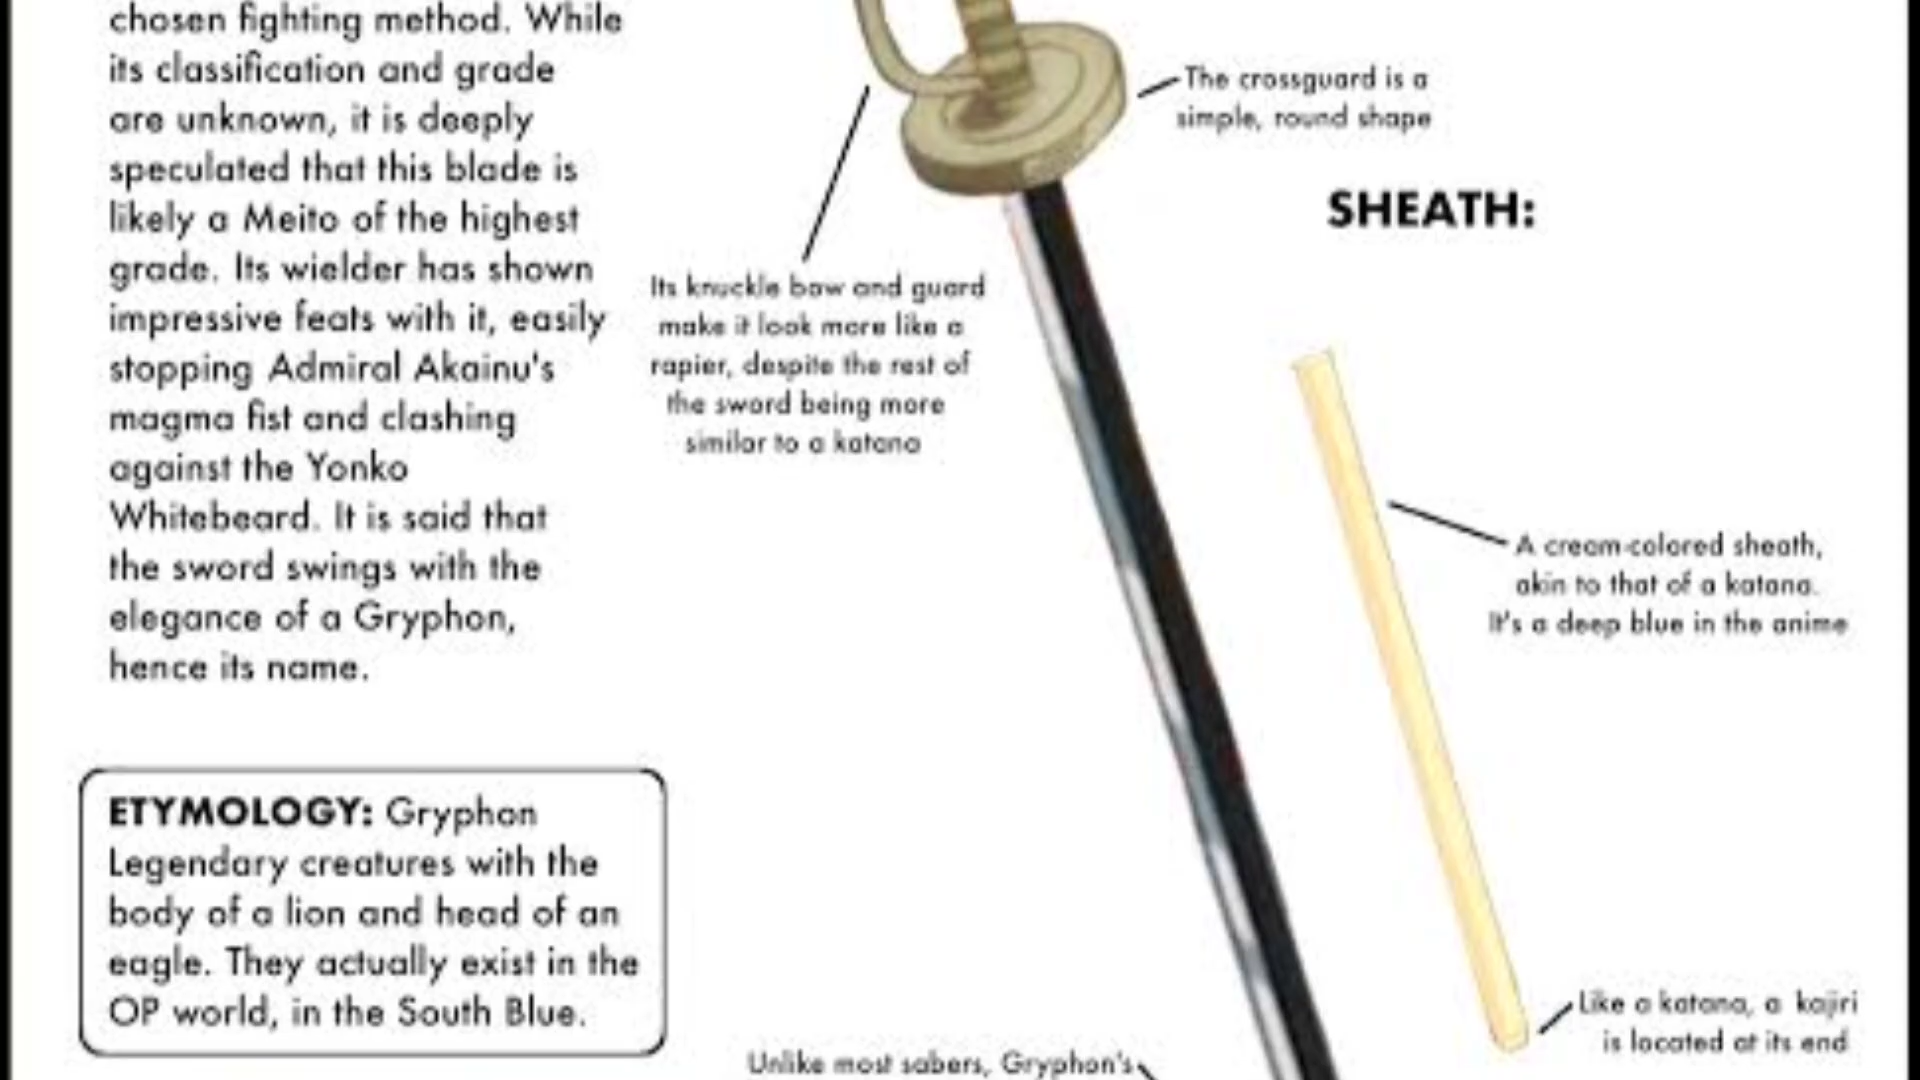 chosen fighting method. While
its classification and grade
are unknown, it is deeply
speculated that this blade is
likely a Meito of the highest
grade. Its wielder has shown
impressive feats with it, easily
stopping Admiral Akainu's
magma fist and clashing
against the Yonko
Whitebeard. It is said that
the sword swings with the
elegance of a Gryphon,
hence its name.
ETYMOLOGY: Gryphon
Legendary creatures with the
body of a lion and head of an
eagle. They actually exist in the
OP world, in the South Blue.
Its knuckle bow and guard
make it look more like a
rapier, despite the rest of
the sword being more
similar to a katana
The crossguard is a
simple, round shape
SHEATH:
A cream-colored sheath,
akin to that of a katana.
It's a deep blue in the anime
Like a katana, a kojiri
is located at its end
Unlike most sabers, Gryphon's